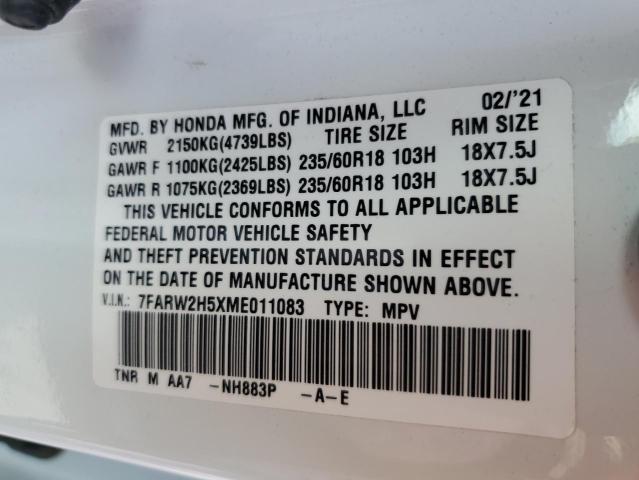 MFD. BY HONDA MFG. OF INDIANA, LLC 02/'21
GVWR 2150KG(4739LBS) TIRE SIZE RIM SIZE
GAWR F 1100KG(2425LBS) 235/60R18 103H 18X7.5J
GAWR R 1075KG(2369LBS) 235/60R18 103H 18X7.5J
THIS VEHICLE CONFORMS TO ALL APPLICABLE
FEDERAL MOTOR VEHICLE SAFETY
AND THEFT PREVENTION STANDARDS IN EFFECT
ON THE DATE OF MANUFACTURE SHOWN ABOVE.
V.I.N.: 7FARW2H5XME011083 TYPE: MPV
TNR M AA7 -NH883P -A-E